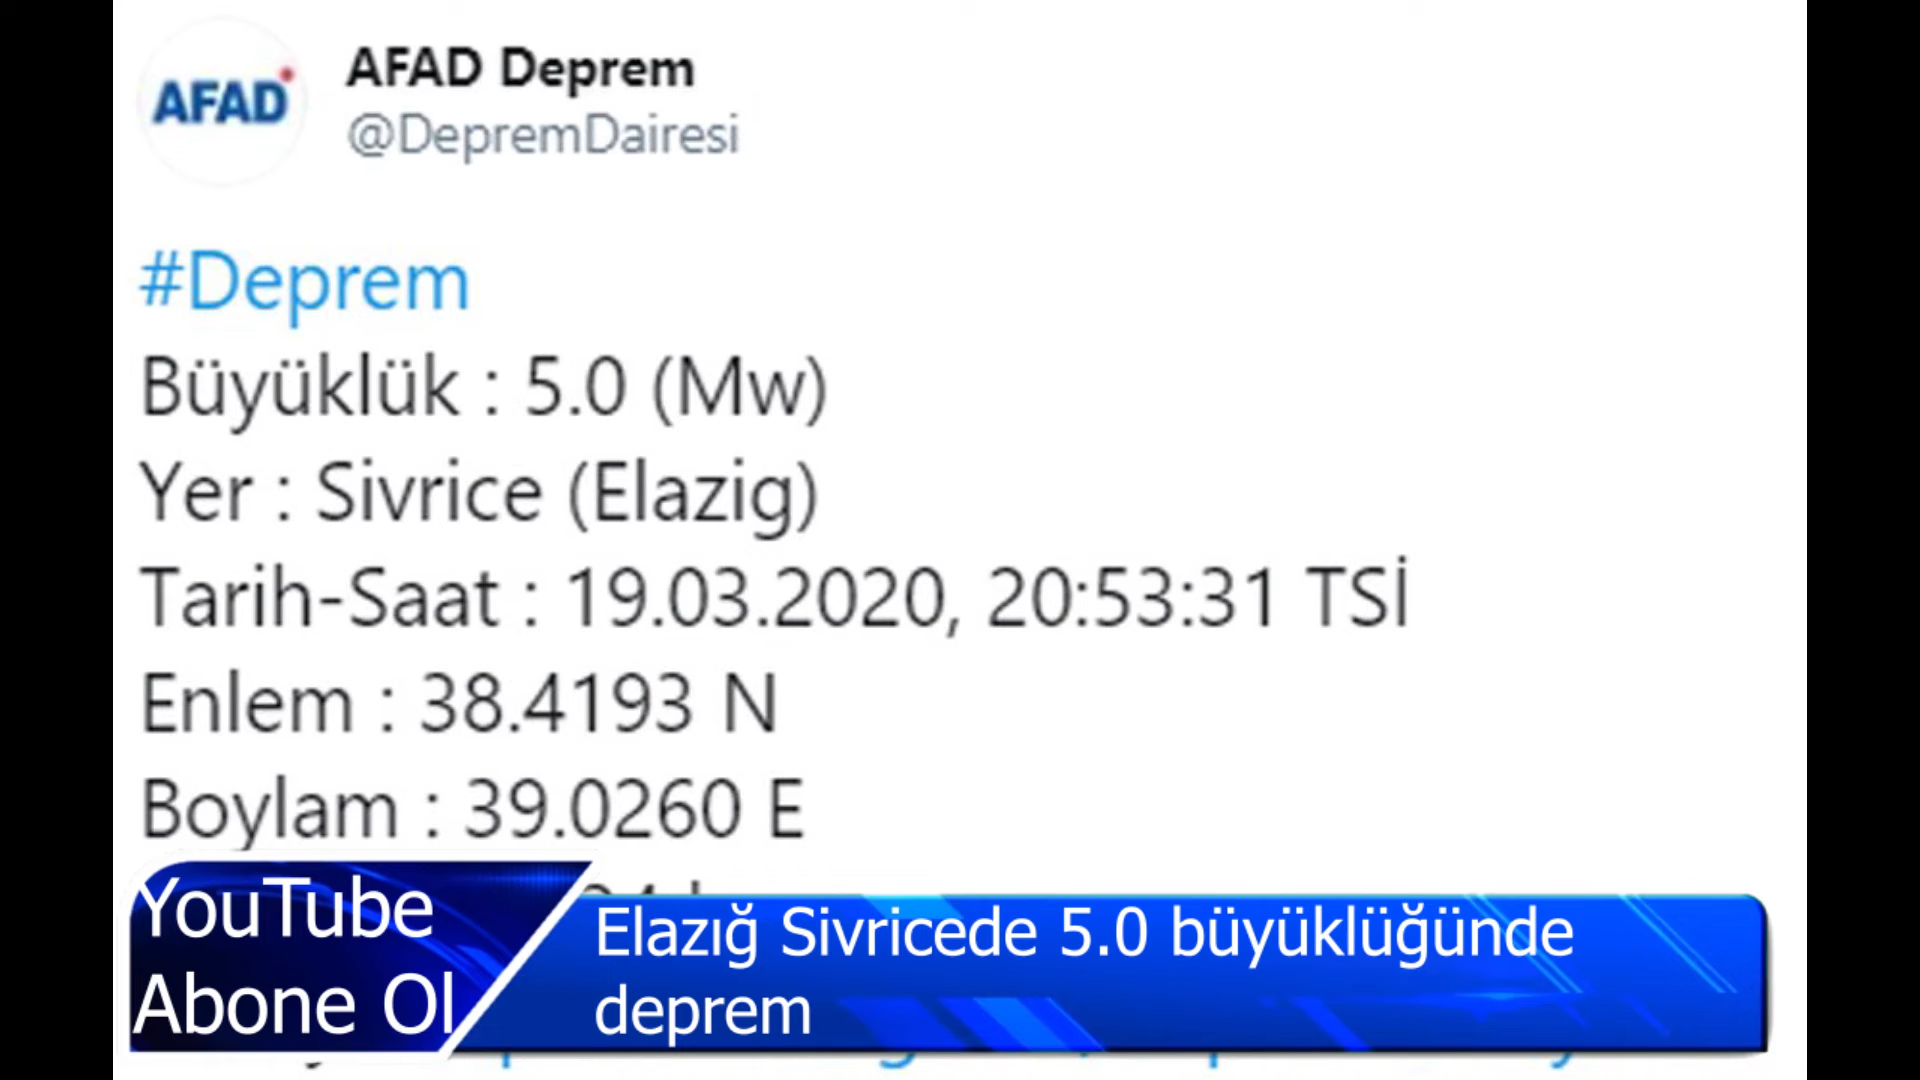 AFAD
AFAD Deprem
@DepremDairesi
#Deprem
Büyüklük : 5.0 (Mw)
Yer : Sivrice (Elazig)
Tarih-Saat : 19.03.2020, 20:53:31 TSİ
Enlem : 38.4193 N
Boylam : 39.0260 E
YouTube
Abone Ol
Elazığ Sivricede 5.0 büyüklüğünde
deprem